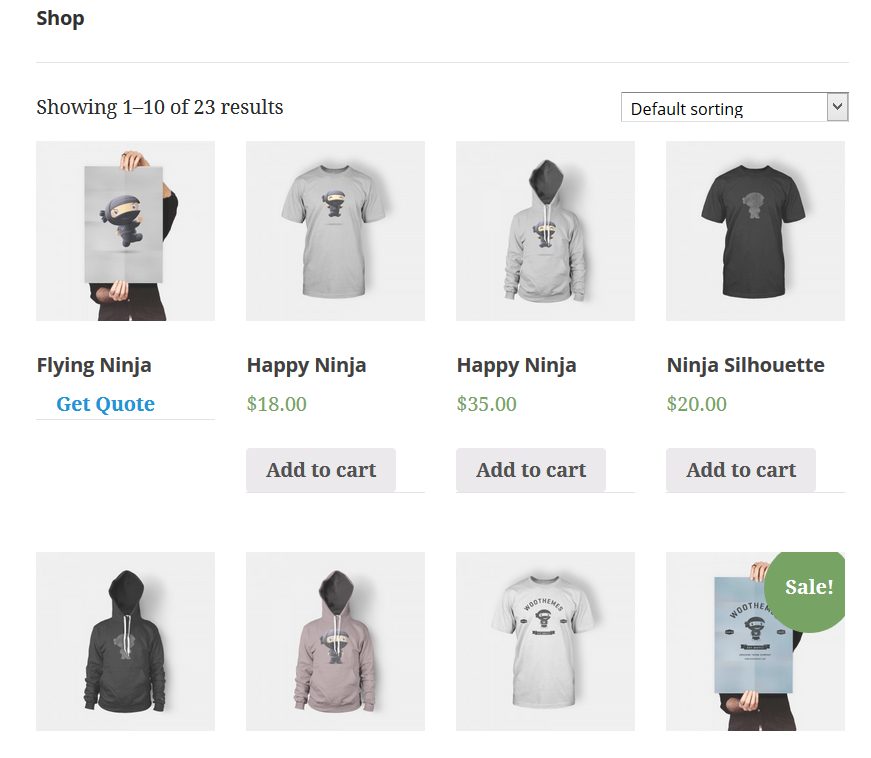 Shop
Showing 1–10 of 23 results
Default sorting
Flying Ninja
Happy Ninja
Happy Ninja
Ninja Silhouette
Get Quote
$18.00
$35.00
$20.00
Add to cart
Add to cart
Add to cart
WOOTHEMES
Sale!